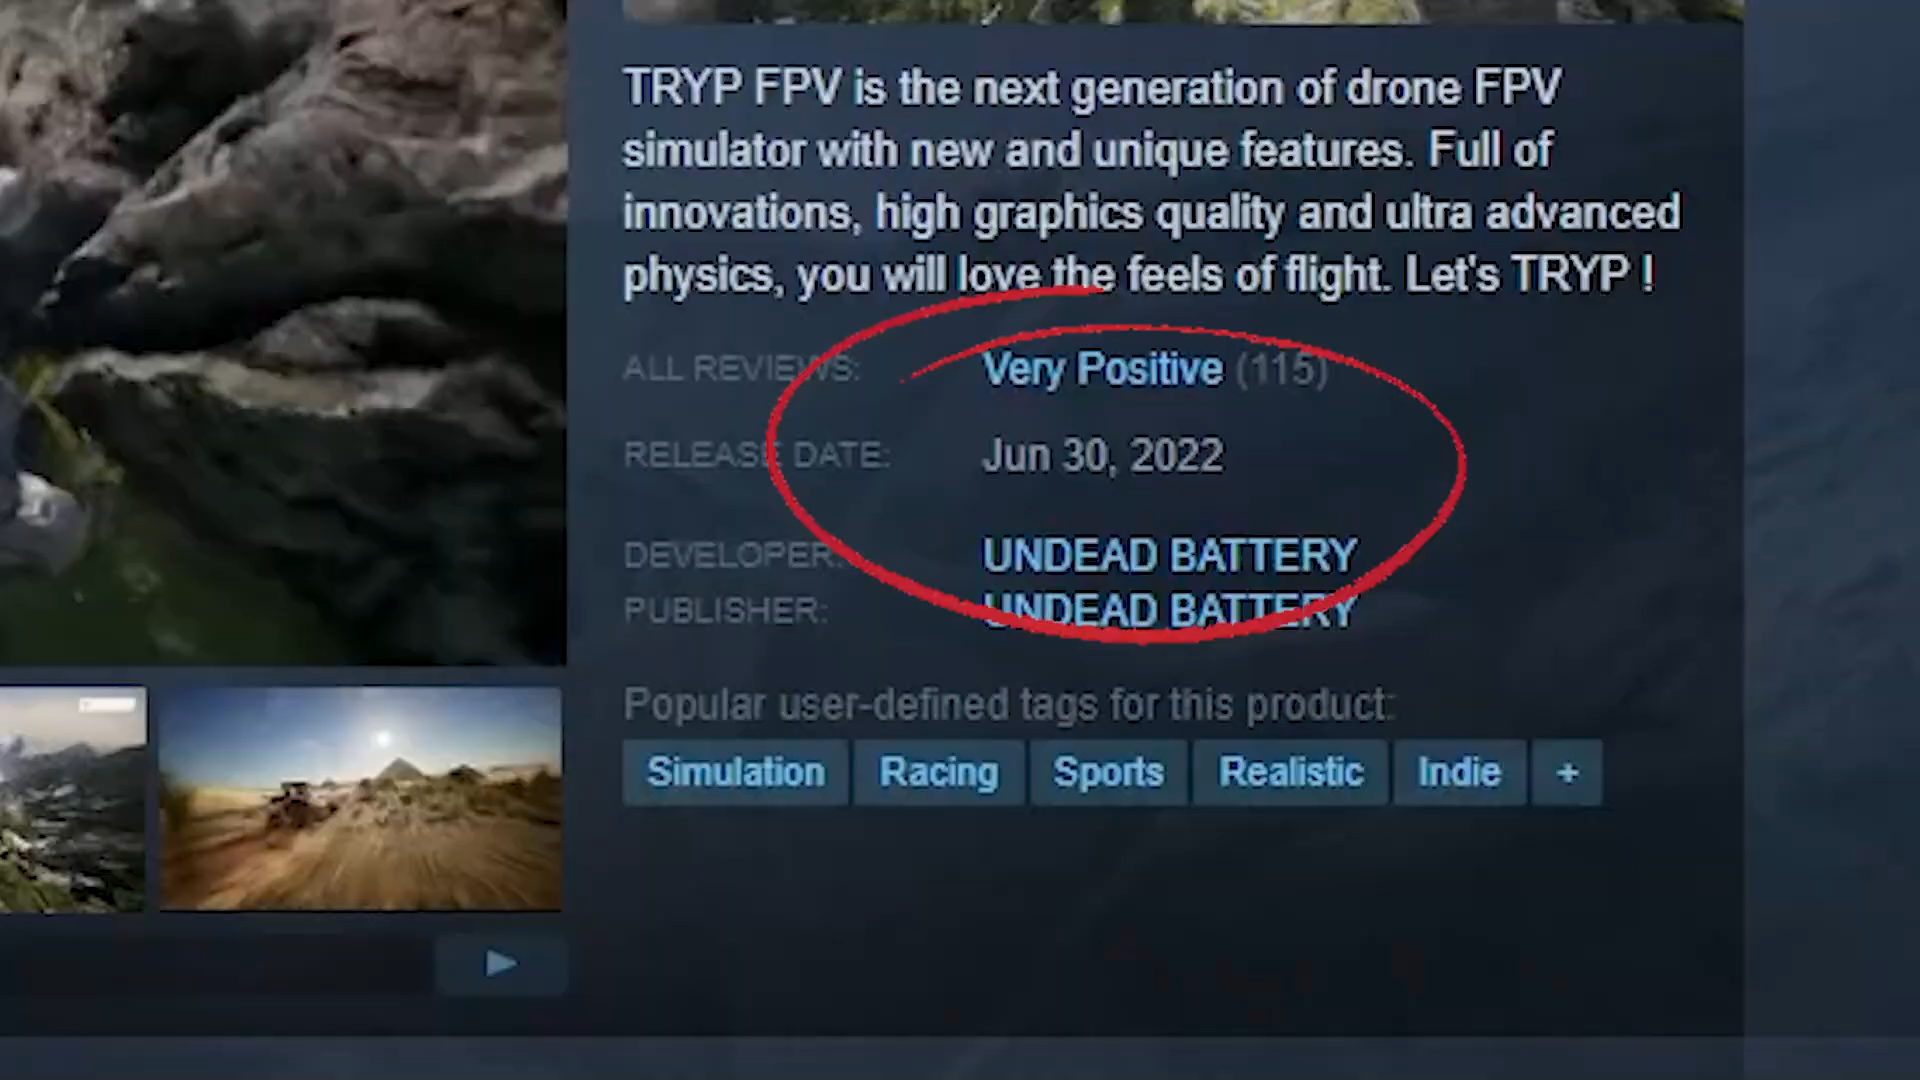 TRYP FPV is the next generation of drone FPV
simulator with new and unique features. Full of
innovations, high graphics quality and ultra advanced
physics, you will love the feels of flight. Let's TRYP !
ALL REVIEWS: Very Positive (115)
RELEASE DATE: Jun 30, 2022
DEVELOPER: UNDEAD BATTERY
PUBLISHER: UNDEAD BATTERY
Popular user-defined tags for this product:
Simulation Racing Sports Realistic Indie +